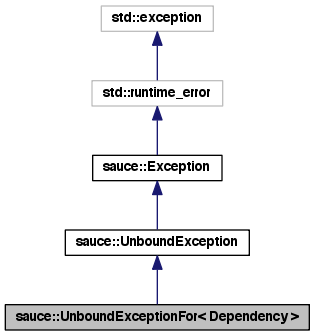 std::exception
std::runtime_error
sauce::Exception
sauce::UnboundException
sauce::UnboundExceptionFor< Dependency >